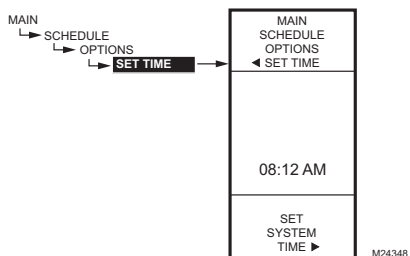 MAIN
SCHEDULE
OPTIONS
SET TIME
MAIN
SCHEDULE
OPTIONS
◄ SET TIME
08:12 AM
SET
SYSTEM
TIME ►
M24348